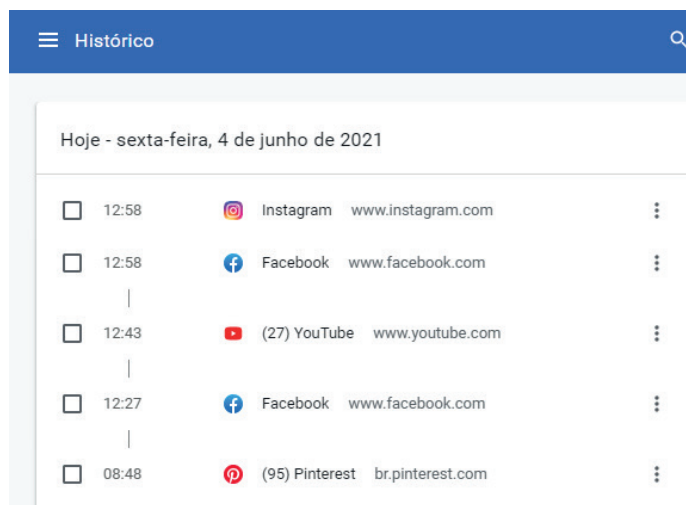 Histórico
Hoje - sexta-feira, 4 de junho de 2021
12:58 Instagram www.instagram.com
12:58 Facebook www.facebook.com
12:43 (27) YouTube www.youtube.com
12:27 Facebook www.facebook.com
08:48 (95) Pinterest br.pinterest.com